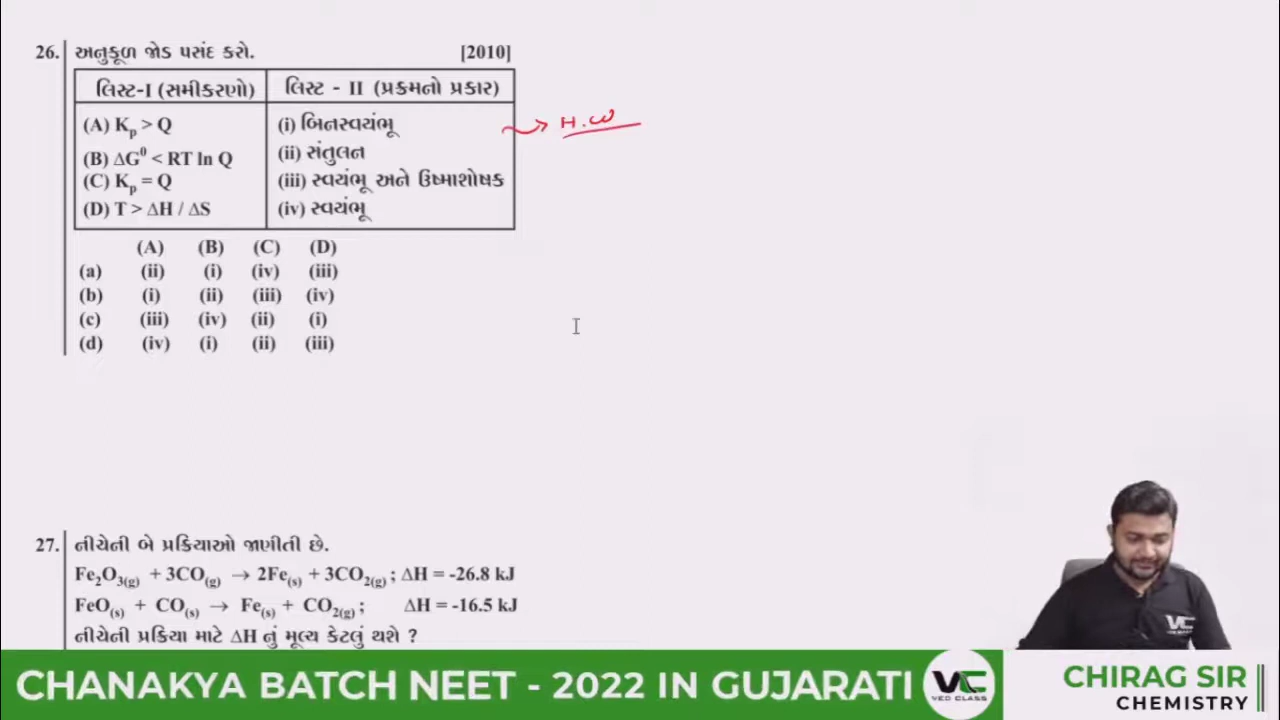 26. અનુકૂળ જોડ પસંદ કરો. [2010]
લિસ્ટ-I (સમીકરણો) લિસ્ટ - II (પ્રક્રમનો પ્રકાર)
(A) Kp > Q (i) બિનસ્વયંભૂ H.W
(B) ΔG⁰ < RT ln Q (ii) સંતુલન
(C) Kp = Q (iii) સ્વયંભૂ અને ઉષ્માશોષક
(D) T > ΔH / ΔS (iv) સ્વયંભૂ
(A) (B) (C) (D)
(a) (ii) (i) (iv) (iii)
(b) (i) (ii) (iii) (iv)
(c) (iii) (iv) (ii) (i)
(d) (iv) (i) (ii) (iii)
27. નીચેની બે પ્રક્રિયાઓ જાણીતી છે.
Fe₂O₃(g) + 3CO(g) → 2Fe(s) + 3CO₂(g) ; ΔH = -26.8 kJ
FeO(s) + CO(s) → Fe(s) + CO₂(g) ; ΔH = -16.5 kJ
નીચેની પ્રક્રિયા માટે ΔH નું મૂલ્ય કેટલું થશે ?
VC
CHANAKYA BATCH NEET - 2022 IN GUJARATI
VC
VED CLASS
CHIRAG SIR
CHEMISTRY